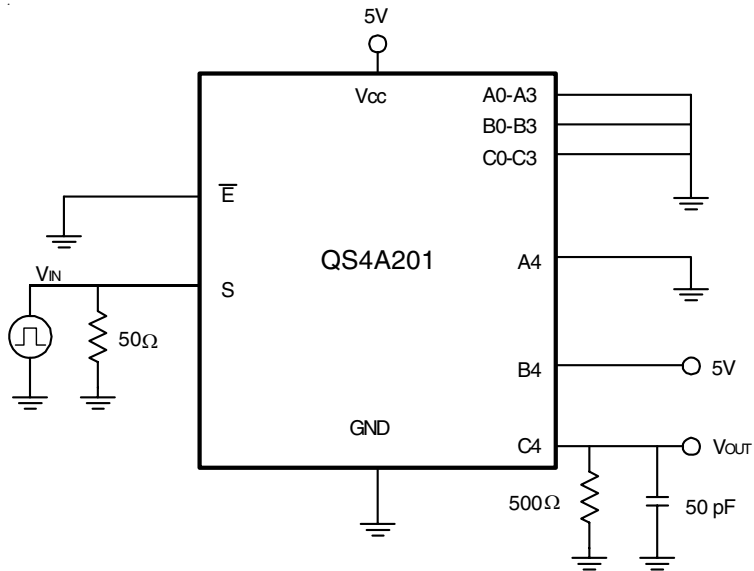 5V
Vcc
A0-A3
B0-B3
C0-C3
E
QS4A201
A4
VIN
S
50Ω
B4
5V
GND
C4
VOUT
500Ω
50 pF